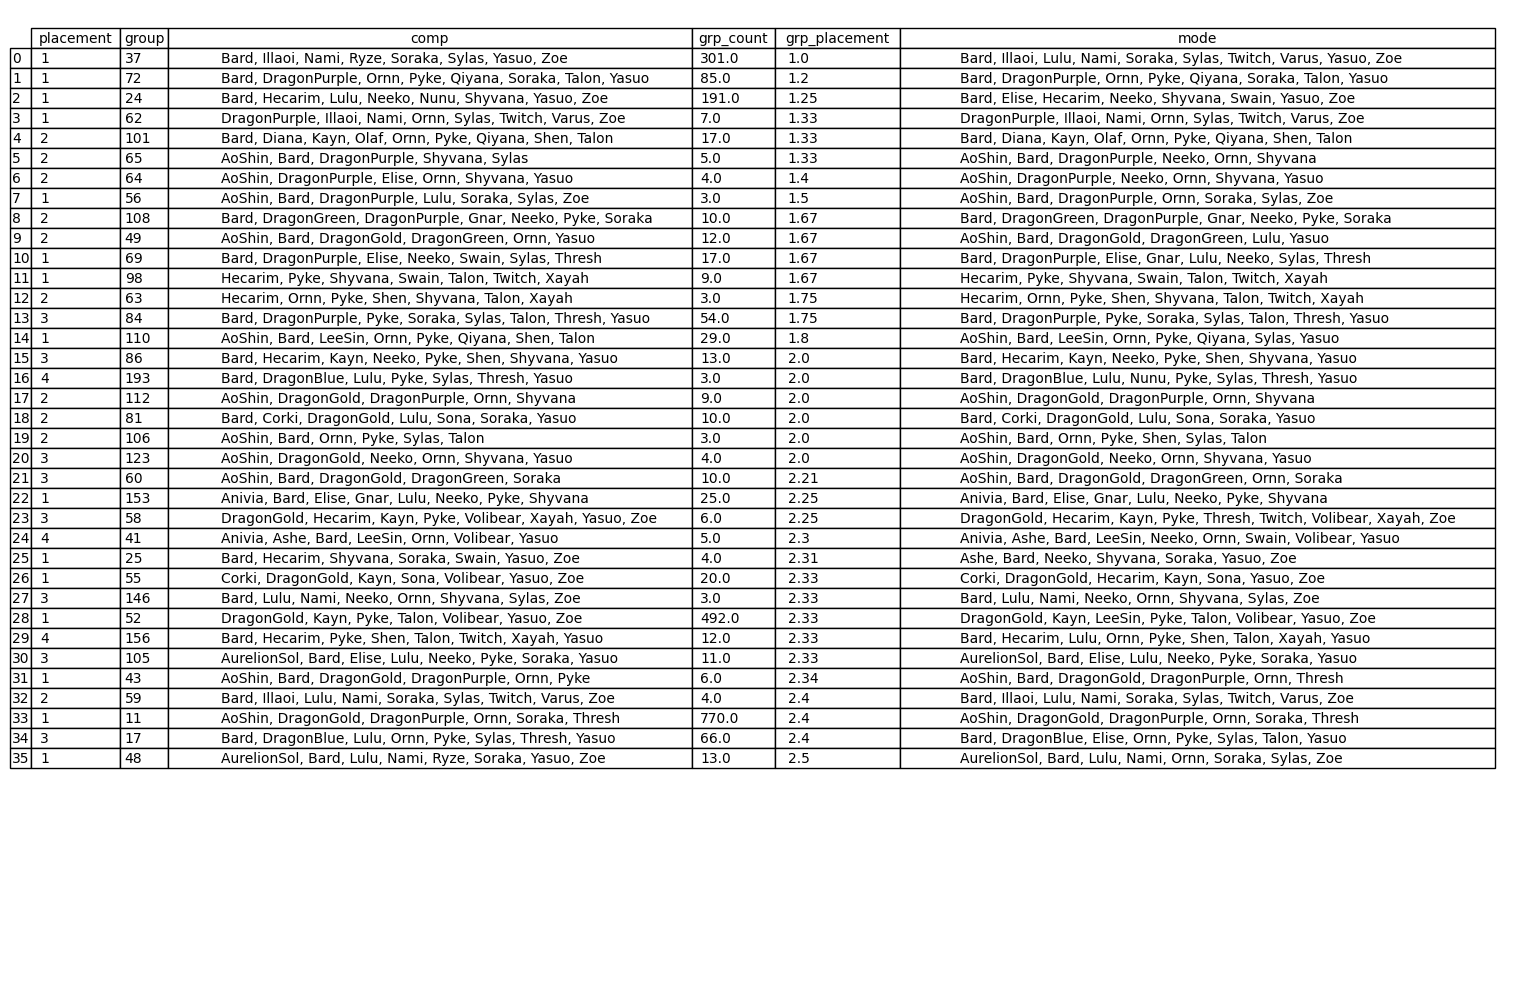 placement group comp grp_count grp_placement mode
0 1 37 Bard, Illaoi, Nami, Ryze, Soraka, Sylas, Yasuo, Zoe 301.0 1.0 Bard, Illaoi, Lulu, Nami, Soraka, Sylas, Twitch, Varus, Yasuo, Zoe
1 1 72 Bard, DragonPurple, Ornn, Pyke, Qiyana, Soraka, Talon, Yasuo 85.0 1.2 Bard, DragonPurple, Ornn, Pyke, Qiyana, Soraka, Talon, Yasuo
2 1 24 Bard, Hecarim, Lulu, Neeko, Nunu, Shyvana, Yasuo, Zoe 191.0 1.25 Bard, Elise, Hecarim, Neeko, Shyvana, Swain, Yasuo, Zoe
3 1 62 DragonPurple, Illaoi, Nami, Ornn, Sylas, Twitch, Varus, Zoe 7.0 1.33 DragonPurple, Illaoi, Nami, Ornn, Sylas, Twitch, Varus, Zoe
4 2 101 Bard, Diana, Kayn, Olaf, Ornn, Pyke, Qiyana, Shen, Talon 17.0 1.33 Bard, Diana, Kayn, Olaf, Ornn, Pyke, Qiyana, Shen, Talon
5 2 65 AoShin, Bard, DragonPurple, Shyvana, Sylas 5.0 1.33 AoShin, Bard, DragonPurple, Neeko, Ornn, Shyvana
6 2 64 AoShin, DragonPurple, Elise, Ornn, Shyvana, Yasuo 4.0 1.4 AoShin, DragonPurple, Neeko, Ornn, Shyvana, Yasuo
7 1 56 AoShin, Bard, DragonPurple, Lulu, Soraka, Sylas, Zoe 3.0 1.5 AoShin, Bard, DragonPurple, Ornn, Soraka, Sylas, Zoe
8 2 108 Bard, DragonGreen, DragonPurple, Gnar, Neeko, Pyke, Soraka 10.0 1.67 Bard, DragonGreen, DragonPurple, Gnar, Neeko, Pyke, Soraka
9 2 49 AoShin, Bard, DragonGold, DragonGreen, Ornn, Yasuo 12.0 1.67 AoShin, Bard, DragonGold, DragonGreen, Lulu, Yasuo
10 1 69 Bard, DragonPurple, Elise, Neeko, Swain, Sylas, Thresh 17.0 1.67 Bard, DragonPurple, Elise, Gnar, Lulu, Neeko, Sylas, Thresh
11 1 98 Hecarim, Pyke, Shyvana, Swain, Talon, Twitch, Xayah 9.0 1.67 Hecarim, Pyke, Shyvana, Swain, Talon, Twitch, Xayah
12 2 63 Hecarim, Ornn, Pyke, Shen, Shyvana, Talon, Xayah 3.0 1.75 Hecarim, Ornn, Pyke, Shen, Shyvana, Talon, Twitch, Xayah
13 3 84 Bard, DragonPurple, Pyke, Soraka, Sylas, Talon, Thresh, Yasuo 54.0 1.75 Bard, DragonPurple, Pyke, Soraka, Sylas, Talon, Thresh, Yasuo
14 1 110 AoShin, Bard, LeeSin, Ornn, Pyke, Qiyana, Shen, Talon 29.0 1.8 AoShin, Bard, LeeSin, Ornn, Pyke, Qiyana, Sylas, Yasuo
15 3 86 Bard, Hecarim, Kayn, Neeko, Pyke, Shen, Shyvana, Yasuo 13.0 2.0 Bard, Hecarim, Kayn, Neeko, Pyke, Shen, Shyvana, Yasuo
16 4 193 Bard, DragonBlue, Lulu, Pyke, Sylas, Thresh, Yasuo 3.0 2.0 Bard, DragonBlue, Lulu, Nunu, Pyke, Sylas, Thresh, Yasuo
17 2 112 AoShin, DragonGold, DragonPurple, Ornn, Shyvana 9.0 2.0 AoShin, DragonGold, DragonPurple, Ornn, Shyvana
18 2 81 Bard, Corki, DragonGold, Lulu, Sona, Soraka, Yasuo 10.0 2.0 Bard, Corki, DragonGold, Lulu, Sona, Soraka, Yasuo
19 2 106 AoShin, Bard, Ornn, Pyke, Sylas, Talon 3.0 2.0 AoShin, Bard, Ornn, Pyke, Shen, Sylas, Talon
20 3 123 AoShin, DragonGold, Neeko, Ornn, Shyvana, Yasuo 4.0 2.0 AoShin, DragonGold, Neeko, Ornn, Shyvana, Yasuo
21 3 60 AoShin, Bard, DragonGold, DragonGreen, Soraka 10.0 2.21 AoShin, Bard, DragonGold, DragonGreen, Ornn, Soraka
22 1 153 Anivia, Bard, Elise, Gnar, Lulu, Neeko, Pyke, Shyvana 25.0 2.25 Anivia, Bard, Elise, Gnar, Lulu, Neeko, Pyke, Shyvana
23 3 58 DragonGold, Hecarim, Kayn, Pyke, Volibear, Xayah, Yasuo, Zoe 6.0 2.25 DragonGold, Hecarim, Kayn, Pyke, Thresh, Twitch, Volibear, Xayah, Zoe
24 4 41 Anivia, Ashe, Bard, LeeSin, Ornn, Volibear, Yasuo 5.0 2.3 Anivia, Ashe, Bard, LeeSin, Neeko, Ornn, Swain, Volibear, Yasuo
25 1 25 Bard, Hecarim, Shyvana, Soraka, Swain, Yasuo, Zoe 4.0 2.31 Ashe, Bard, Neeko, Shyvana, Soraka, Yasuo, Zoe
26 1 55 Corki, DragonGold, Kayn, Sona, Volibear, Yasuo, Zoe 20.0 2.33 Corki, DragonGold, Hecarim, Kayn, Sona, Yasuo, Zoe
27 3 146 Bard, Lulu, Nami, Neeko, Ornn, Shyvana, Sylas, Zoe 3.0 2.33 Bard, Lulu, Nami, Neeko, Ornn, Shyvana, Sylas, Zoe
28 1 52 DragonGold, Kayn, Pyke, Talon, Volibear, Yasuo, Zoe 492.0 2.33 DragonGold, Kayn, LeeSin, Pyke, Talon, Volibear, Yasuo, Zoe
29 4 156 Bard, Hecarim, Pyke, Shen, Talon, Twitch, Xayah, Yasuo 12.0 2.33 Bard, Hecarim, Lulu, Ornn, Pyke, Shen, Talon, Xayah, Yasuo
30 3 105 AurelionSol, Bard, Elise, Lulu, Neeko, Pyke, Soraka, Yasuo 11.0 2.33 AurelionSol, Bard, Elise, Lulu, Neeko, Pyke, Soraka, Yasuo
31 1 43 AoShin, Bard, DragonGold, DragonPurple, Ornn, Pyke 6.0 2.34 AoShin, Bard, DragonGold, DragonPurple, Ornn, Thresh
32 2 59 Bard, Illaoi, Lulu, Nami, Soraka, Sylas, Twitch, Varus, Zoe 4.0 2.4 Bard, Illaoi, Lulu, Nami, Soraka, Sylas, Twitch, Varus, Zoe
33 1 11 AoShin, DragonGold, DragonPurple, Ornn, Soraka, Thresh 770.0 2.4 AoShin, DragonGold, DragonPurple, Ornn, Soraka, Thresh
34 3 17 Bard, DragonBlue, Lulu, Ornn, Pyke, Sylas, Thresh, Yasuo 66.0 2.4 Bard, DragonBlue, Elise, Ornn, Pyke, Sylas, Talon, Yasuo
35 1 48 AurelionSol, Bard, Lulu, Nami, Ryze, Soraka, Yasuo, Zoe 13.0 2.5 AurelionSol, Bard, Lulu, Nami, Ornn, Soraka, Sylas, Zoe